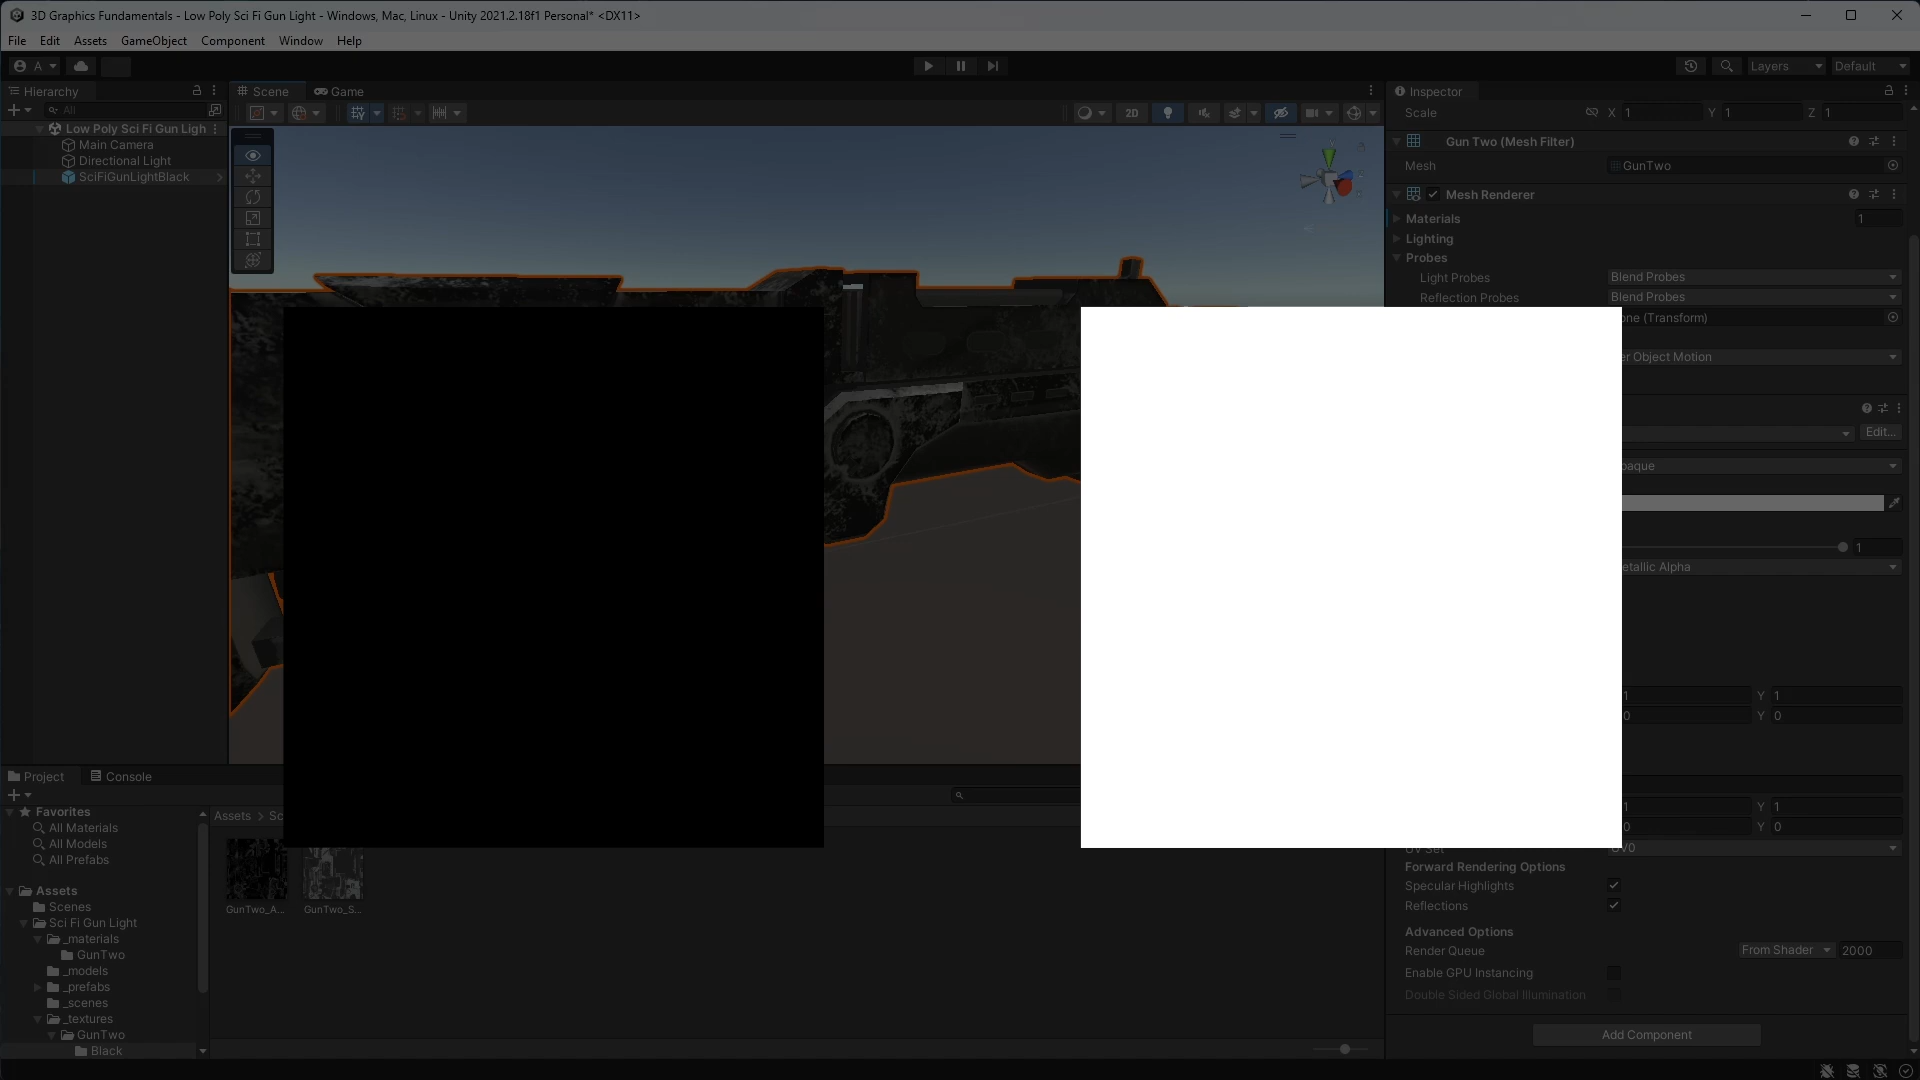 3D Graphics Fundamentals - Low Poly Sci Fi Gun Light - Windows, Mac, Linux - Unity 2021.2.18f1 Personal* <DX11>
File Edit Assets GameObject Component Window Help
A
Layers
Default
Hierarchy
All
Low Poly Sci Fi Gun Ligh
Main Camera
Directional Light
SciFiGunLightBlack
Scene
Game
2D
Inspector
Scale X 1 Y 1 Z 1
Gun Two (Mesh Filter)
Mesh GunTwo
Mesh Renderer
Materials 1
Lighting
Probes
Light Probes Blend Probes
Reflection Probes Blend Probes
one (Transform)
er Object Motion
Edit...
paque
1
etallic Alpha
1 Y 1
0 Y 0
1 Y 1
0 Y 0
UV Set UV0
Forward Rendering Options
Specular Highlights
Reflections
Advanced Options
Render Queue From Shader 2000
Enable GPU Instancing
Double Sided Global Illumination
Add Component
Project
Console
Favorites
All Materials
All Models
All Prefabs
Assets
Scenes
Sci Fi Gun Light
_materials
GunTwo
_models
_prefabs
_scenes
_textures
GunTwo
Black
Assets > Sc
GunTwo_A...
GunTwo_S...